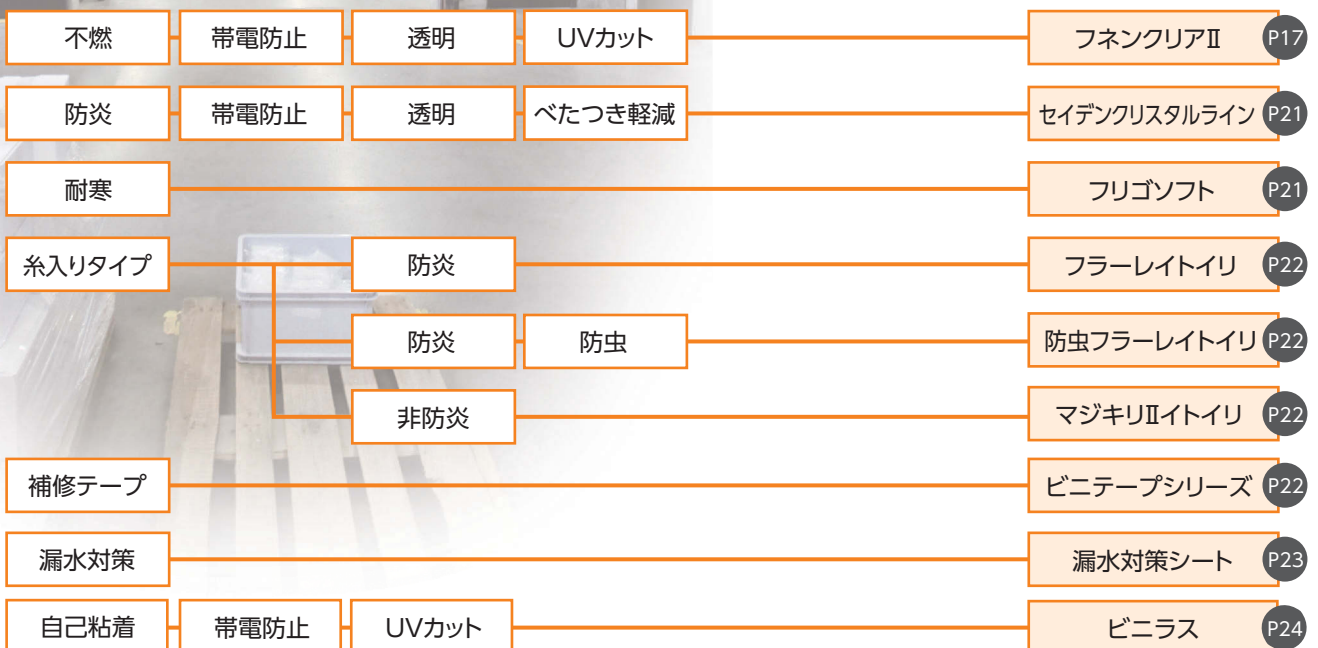 不燃 帯電防止 透明 UVカット フネンクリアⅡ P17
防炎 帯電防止 透明 べたつき軽減 セイデンクリスタルライン P21
耐寒 フリゴソフト P21
糸入りタイプ 防炎 フラーレイトイリ P22
防炎 防虫 防虫フラーレイトイリ P22
非防炎 マジキリⅡイトイリ P22
補修テープ ビニテープシリーズ P22
漏水対策 漏水対策シート P23
自己粘着 帯電防止 UVカット ビニラス P24